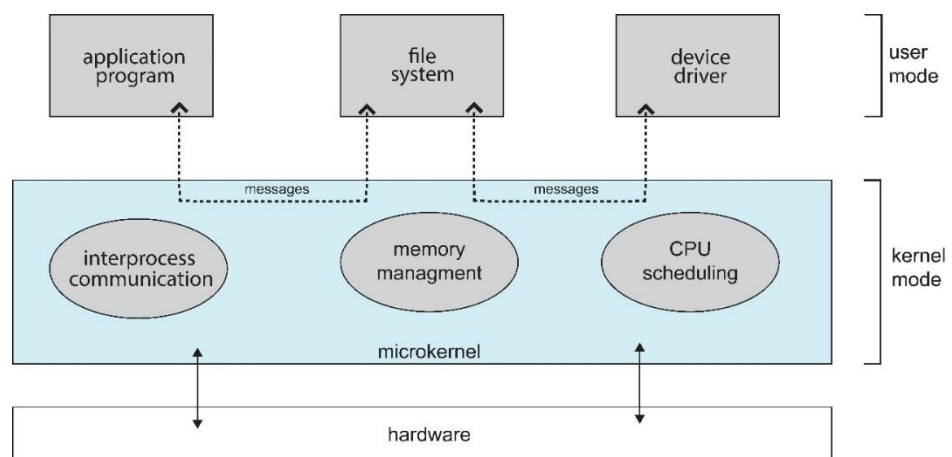 application
program
file
system
device
driver
user
mode
messages
messages
interprocess
communication
memory
managment
CPU
scheduling
kernel
mode
microkernel
hardware